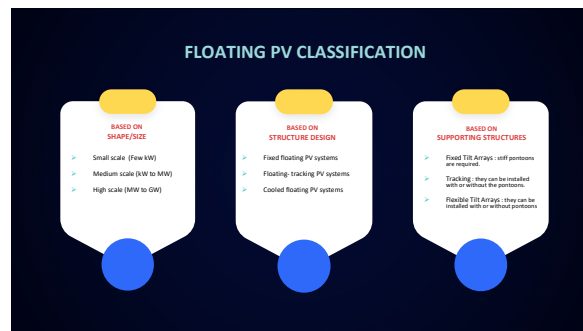 FLOATING PV CLASSIFICATION
BASED ON
SHAPE/SIZE
Small scale (Few kW)
Medium scale (kW to MW)
High scale (MW to GW)
BASED ON
STRUCTURE DESIGN
Fixed floating PV systems
Floating- tracking PV systems
Cooled floating PV systems
BASED ON
SUPPORTING STRUCTURES
Fixed Tilt Arrays : stiff pontoons
are required.
Tracking : they can be installed
with or without the pontoons.
Flexible Tilt Arrays : they can be
installed with or without pontoons